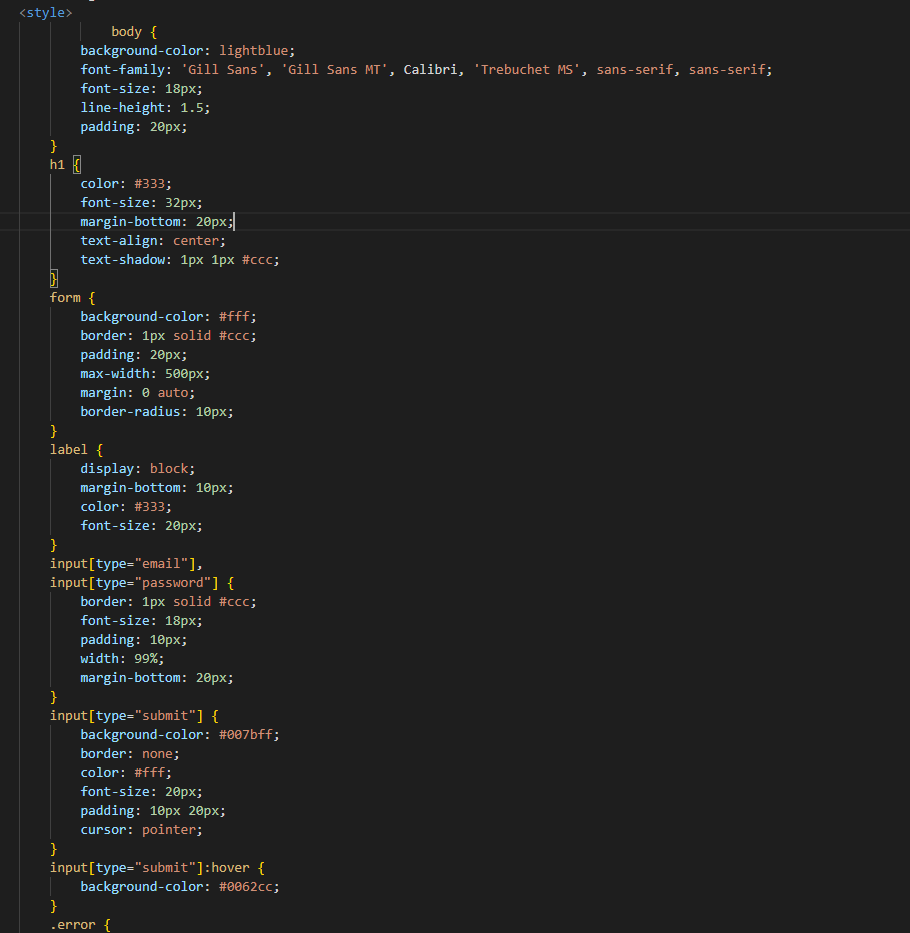 <style>
body {
background-color: lightblue;
font-family: 'Gill Sans', 'Gill Sans MT', Calibri, 'Trebuchet MS', sans-serif, sans-serif;
font-size: 18px;
line-height: 1.5;
padding: 20px;
}
h1 {
color: #333;
font-size: 32px;
margin-bottom: 20px;
text-align: center;
text-shadow: 1px 1px #ccc;
}
form {
background-color: #fff;
border: 1px solid #ccc;
padding: 20px;
max-width: 500px;
margin: 0 auto;
border-radius: 10px;
}
label {
display: block;
margin-bottom: 10px;
color: #333;
font-size: 20px;
}
input[type="email"],
input[type="password"] {
border: 1px solid #ccc;
font-size: 18px;
padding: 10px;
width: 99%;
margin-bottom: 20px;
}
input[type="submit"] {
background-color: #007bff;
border: none;
color: #fff;
font-size: 20px;
padding: 10px 20px;
cursor: pointer;
}
input[type="submit"]:hover {
background-color: #0062cc;
}
.error {